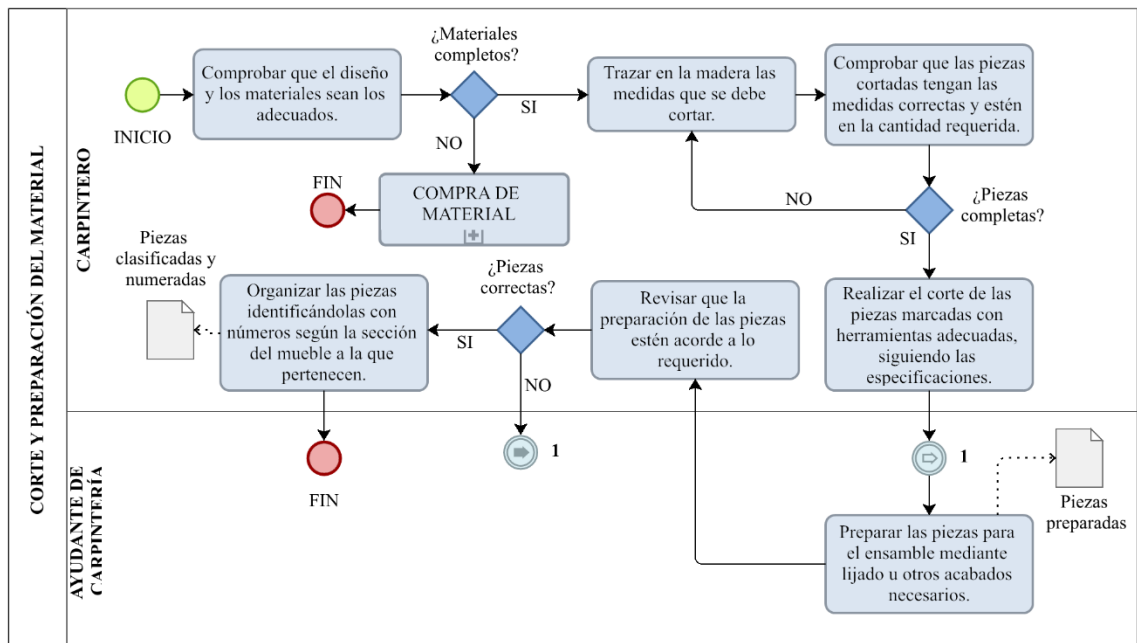 CORTE Y PREPARACIÓN DEL MATERIAL
CARPINTERO
INICIO
Comprobar que el diseño
y los materiales sean los
adecuados.
¿Materiales
completos?
SI
NO
Trazar en la madera las
medidas que se debe
cortar.
Comprobar que las piezas
cortadas tengan las
medidas correctas y estén
en la cantidad requerida.
FIN
COMPRA DE
MATERIAL
NO
¿Piezas
completas?
SI
Piezas
clasificadas y
numeradas
Organizar las piezas
identificándolas con
números según la sección
del mueble a la que
pertenecen.
¿Piezas
correctas?
SI
NO
Revisar que la
preparación de las piezas
estén acorde a lo
requerido.
Realizar el corte de las
piezas marcadas con
herramientas adecuadas,
siguiendo las
especificaciones.
AYUDANTE DE
CARPINTERÍA
FIN
1
1
Piezas
preparadas
Preparar las piezas para
el ensamble mediante
lijado u otros acabados
necesarios.